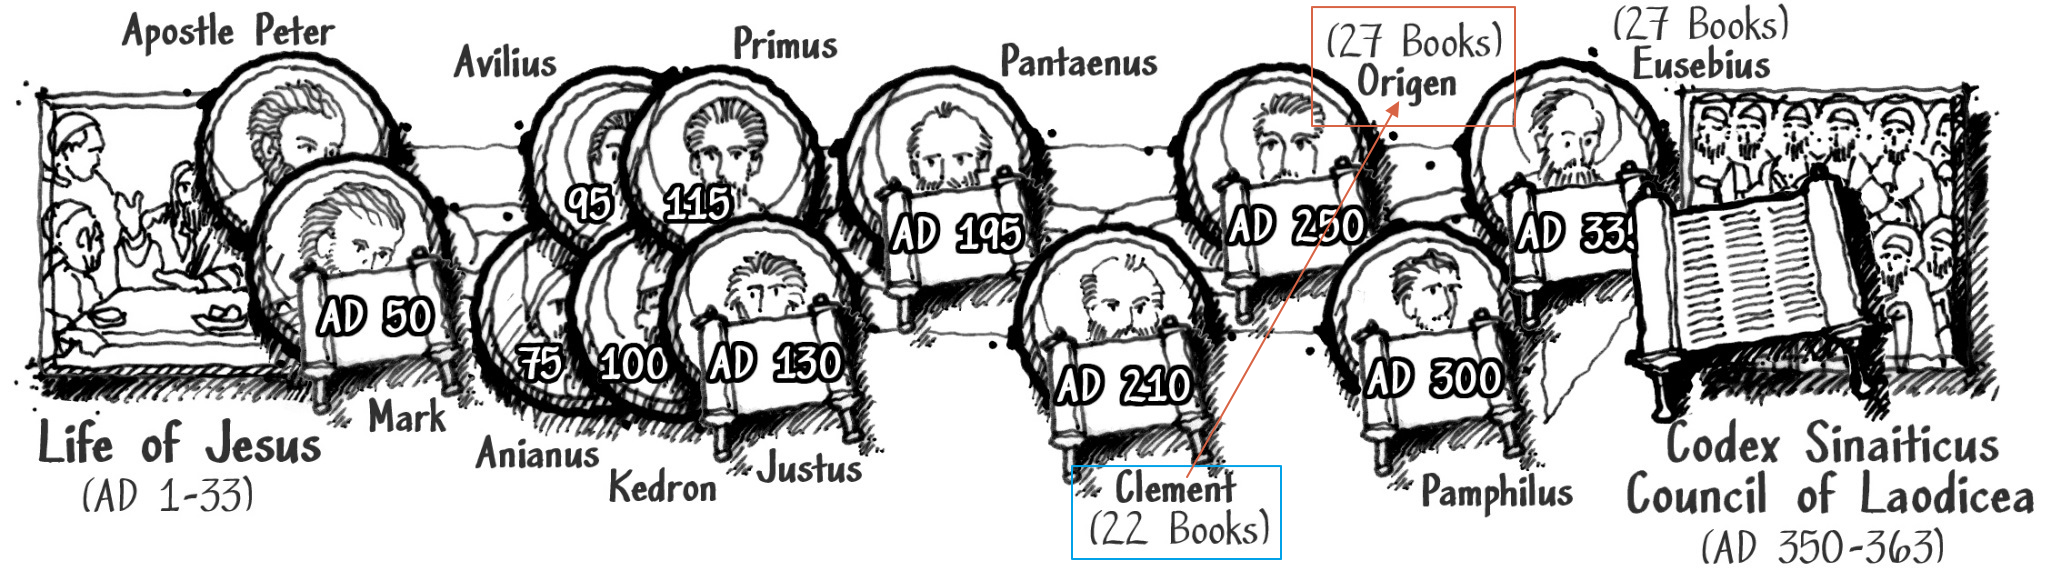 Apostle Peter
AD 50
Mark
Life of Jesus
(AD 1-33)
Avilius
95
Primus
115
75
Anianus
100
Kedron
AD 130
Justus
Pantaenus
AD 195
AD 210
Clement
(22 Books)
(27 Books)
Origen
AD 250
AD 300
Pamphilus
(27 Books)
Eusebius
AD 335
Codex Sinaiticus
Council of Laodicea
(AD 350-363)